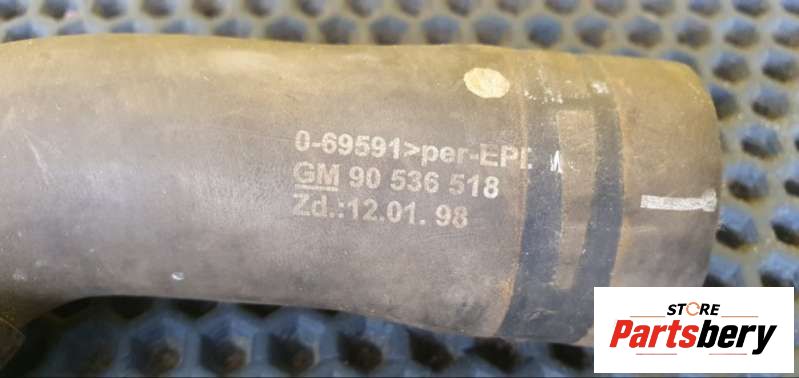 0-69591>per-EPD
GM 90 536 518
Zd.:12.01. 98
STORE
Partsbery